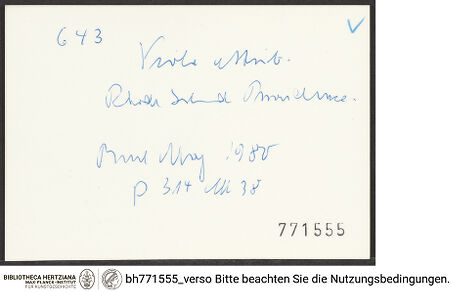 643
Viola attrib.
Rhode Island Providence.
Burl Mag 1980
p 314 Abb 38
771555
BIBLIOTHECA HERTZIANA
MAX-PLANCK-INSTITUT
FÜR KUNSTGESCHICHTE
bh771555_verso Bitte beachten Sie die Nutzungsbedingungen.